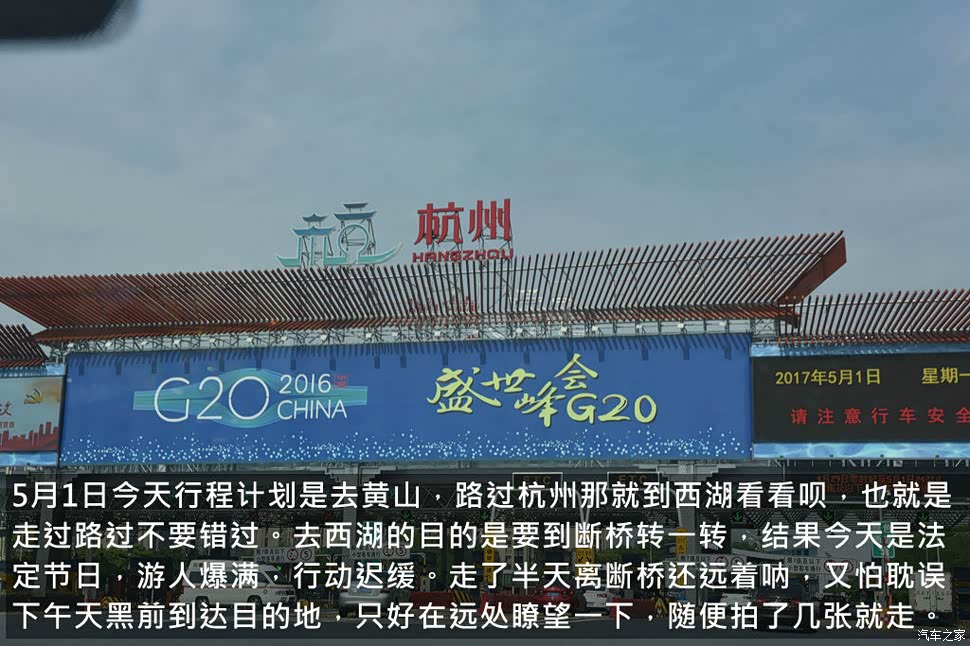 杭州
HANGZHOU
G20 2016 CHINA
盛世峰会G20
2017年5月1日 星期一
请注意行车安全
5月1日今天行程计划是去黄山，路过杭州那就到西湖看看呗，也就是
走过路过不要错过。去西湖的目的是要到断桥转一转，结果今天是法
定节日，游人爆满，行动迟缓。走了半天离断桥还远着呐，又怕耽误
下午天黑前到达目的地，只好在远处瞭望一下，随便拍了几张就走。
汽车之家